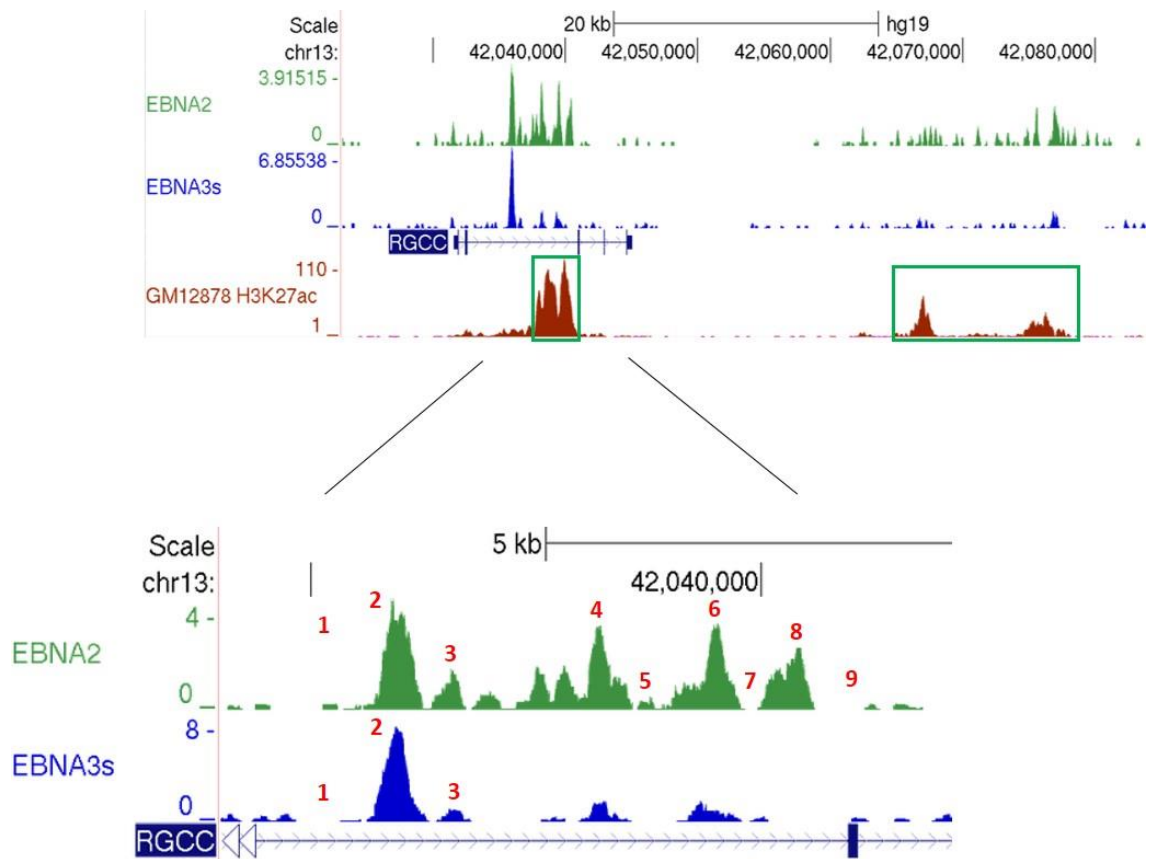 Scale 20 kb hg19
chr13: 42,040,000 42,050,000 42,060,000 42,070,000 42,080,000
3.91515 -
EBNA2
0 _
6.85538 -
EBNA3s
0 _
RGCC
110 -
GM12878 H3K27ac
1 _
Scale 5 kb
chr13: 42,040,000
4 -
1 2 3 4 5 6 7 8 9
EBNA2
0 _
8 -
2
EBNA3s
1 3
0 _
RGCC